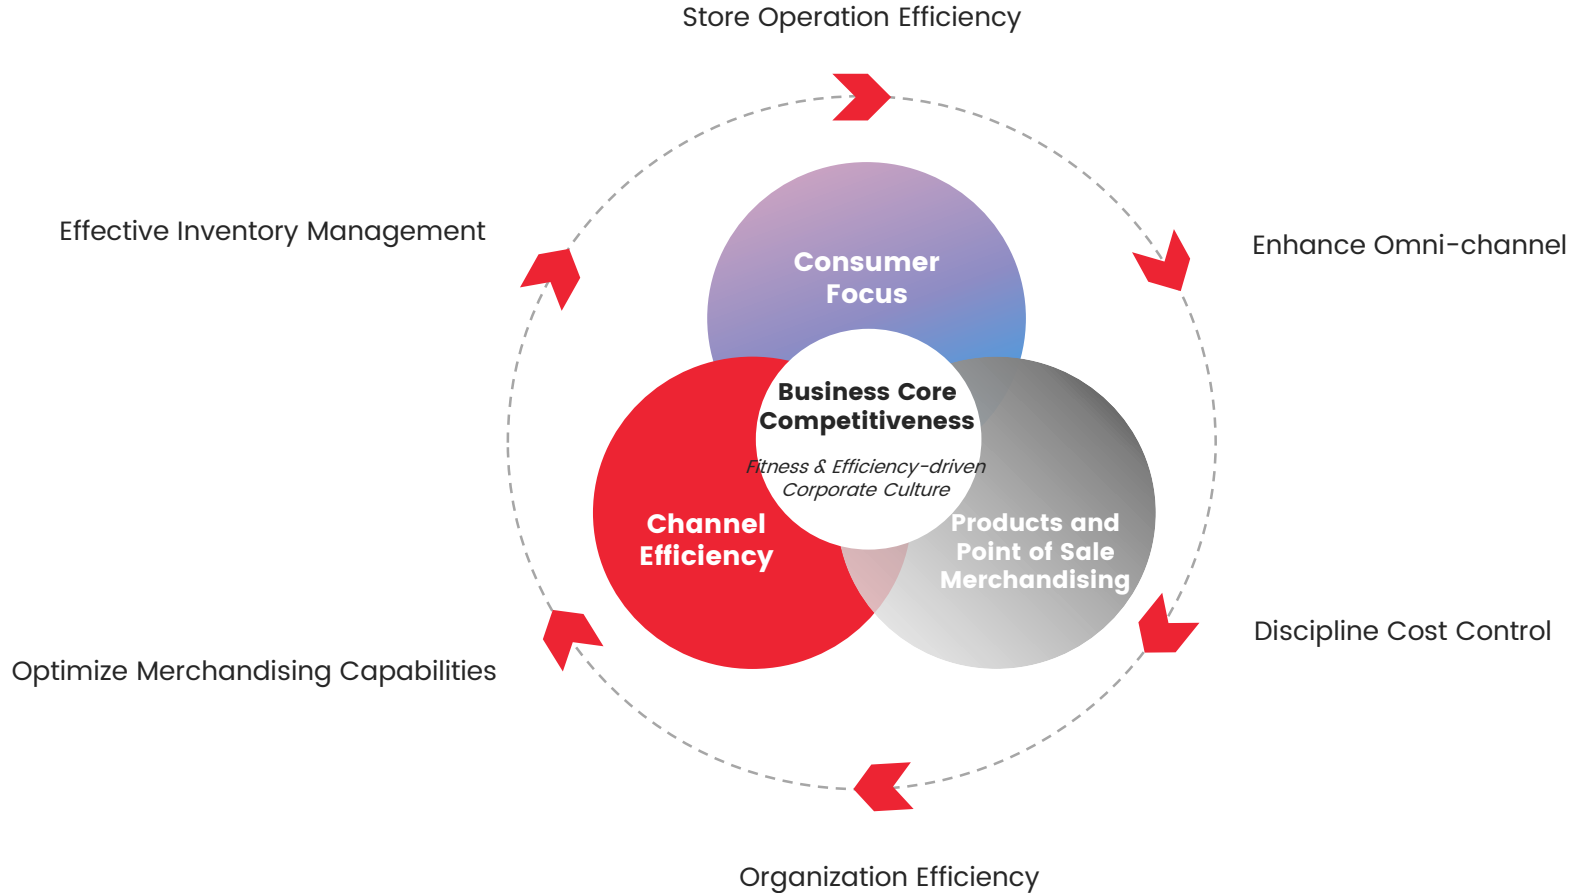 Store Operation Efficiency
Effective Inventory Management
Enhance Omni-channel
Consumer
Focus
Business Core
Competitiveness
Fitness & Efficiency-driven
Corporate Culture
Channel
Efficiency
Products and
Point of Sale
Merchandising
Discipline Cost Control
Optimize Merchandising Capabilities
Organization Efficiency